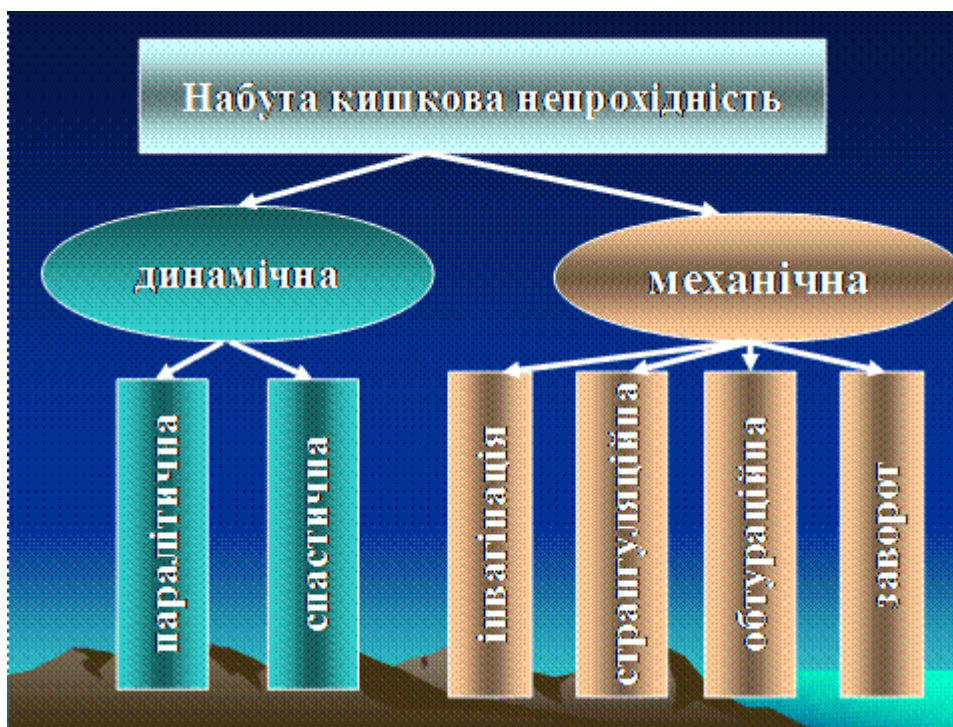 Набута кишкова непрохідність
динамічна
механічна
паралітична
спастична
інвагінація
странгуляційна
обтураційна
заворот